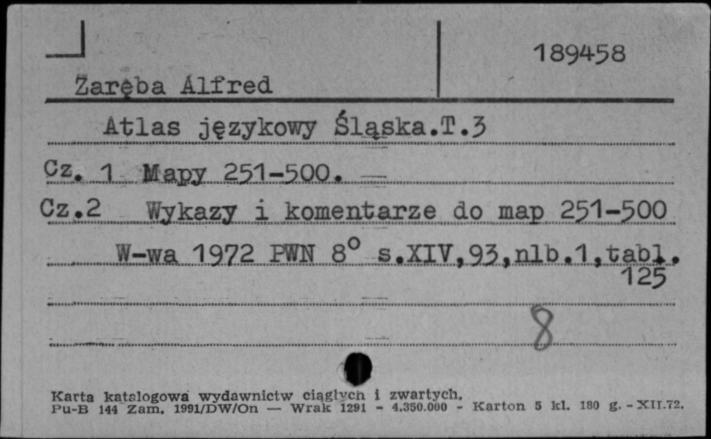 189458
Zaręba Alfred
Atlas językowy Śląska.T.3
Cz. 1 Mapy 251-500. —
Cz.2 Wykazy i komentarze do map 251-500
W-wa 1972 PWN 8° s.XIV,93,nlb.1,tabl.
125
8
Karta katalogowa wydawnictw ciągłych i zwartych.
Pu-B 144 Zam. 1991/DW/On — Wrak 1291 - 4.350.000 - Karton 5 kl. 180 g. - XII.72.